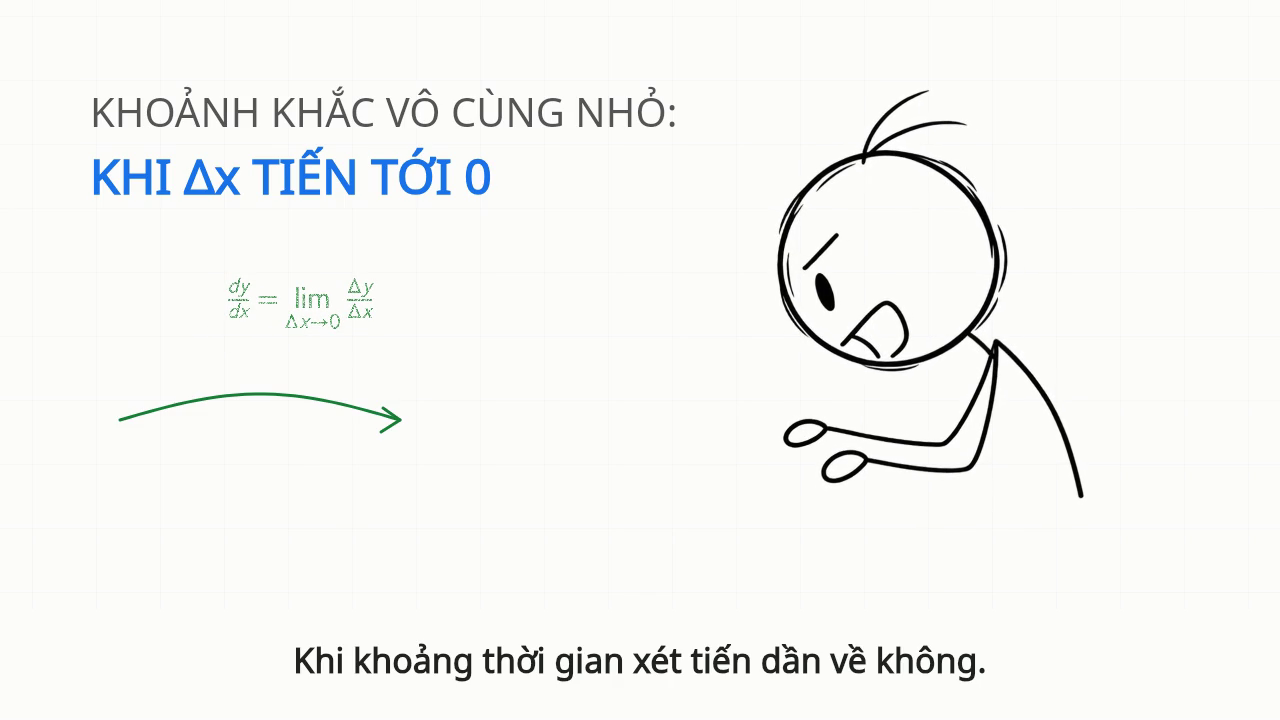 KHOẢNH KHẮC VÔ CÙNG NHỎ:
KHI Δx TIẾN TỚI 0
dy/dx = lim Δx→0 Δy/Δx
Khi khoảng thời gian xét tiến dần về không.